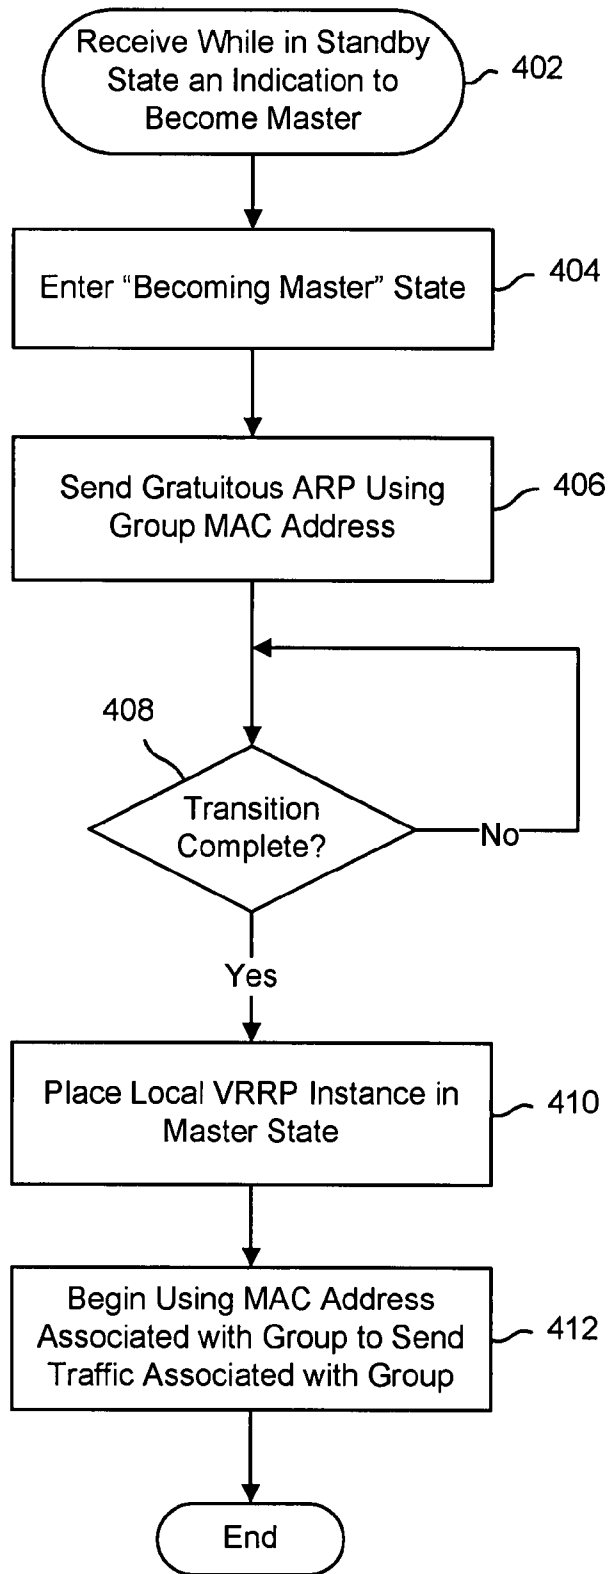 Receive While in Standby
State an Indication to
Become Master
402
Enter “Becoming Master” State
404
Send Gratuitous ARP Using
Group MAC Address
406
408
Transition
Complete?
No
Yes
Place Local VRRP Instance in
Master State
410
Begin Using MAC Address
Associated with Group to Send
Traffic Associated with Group
412
End